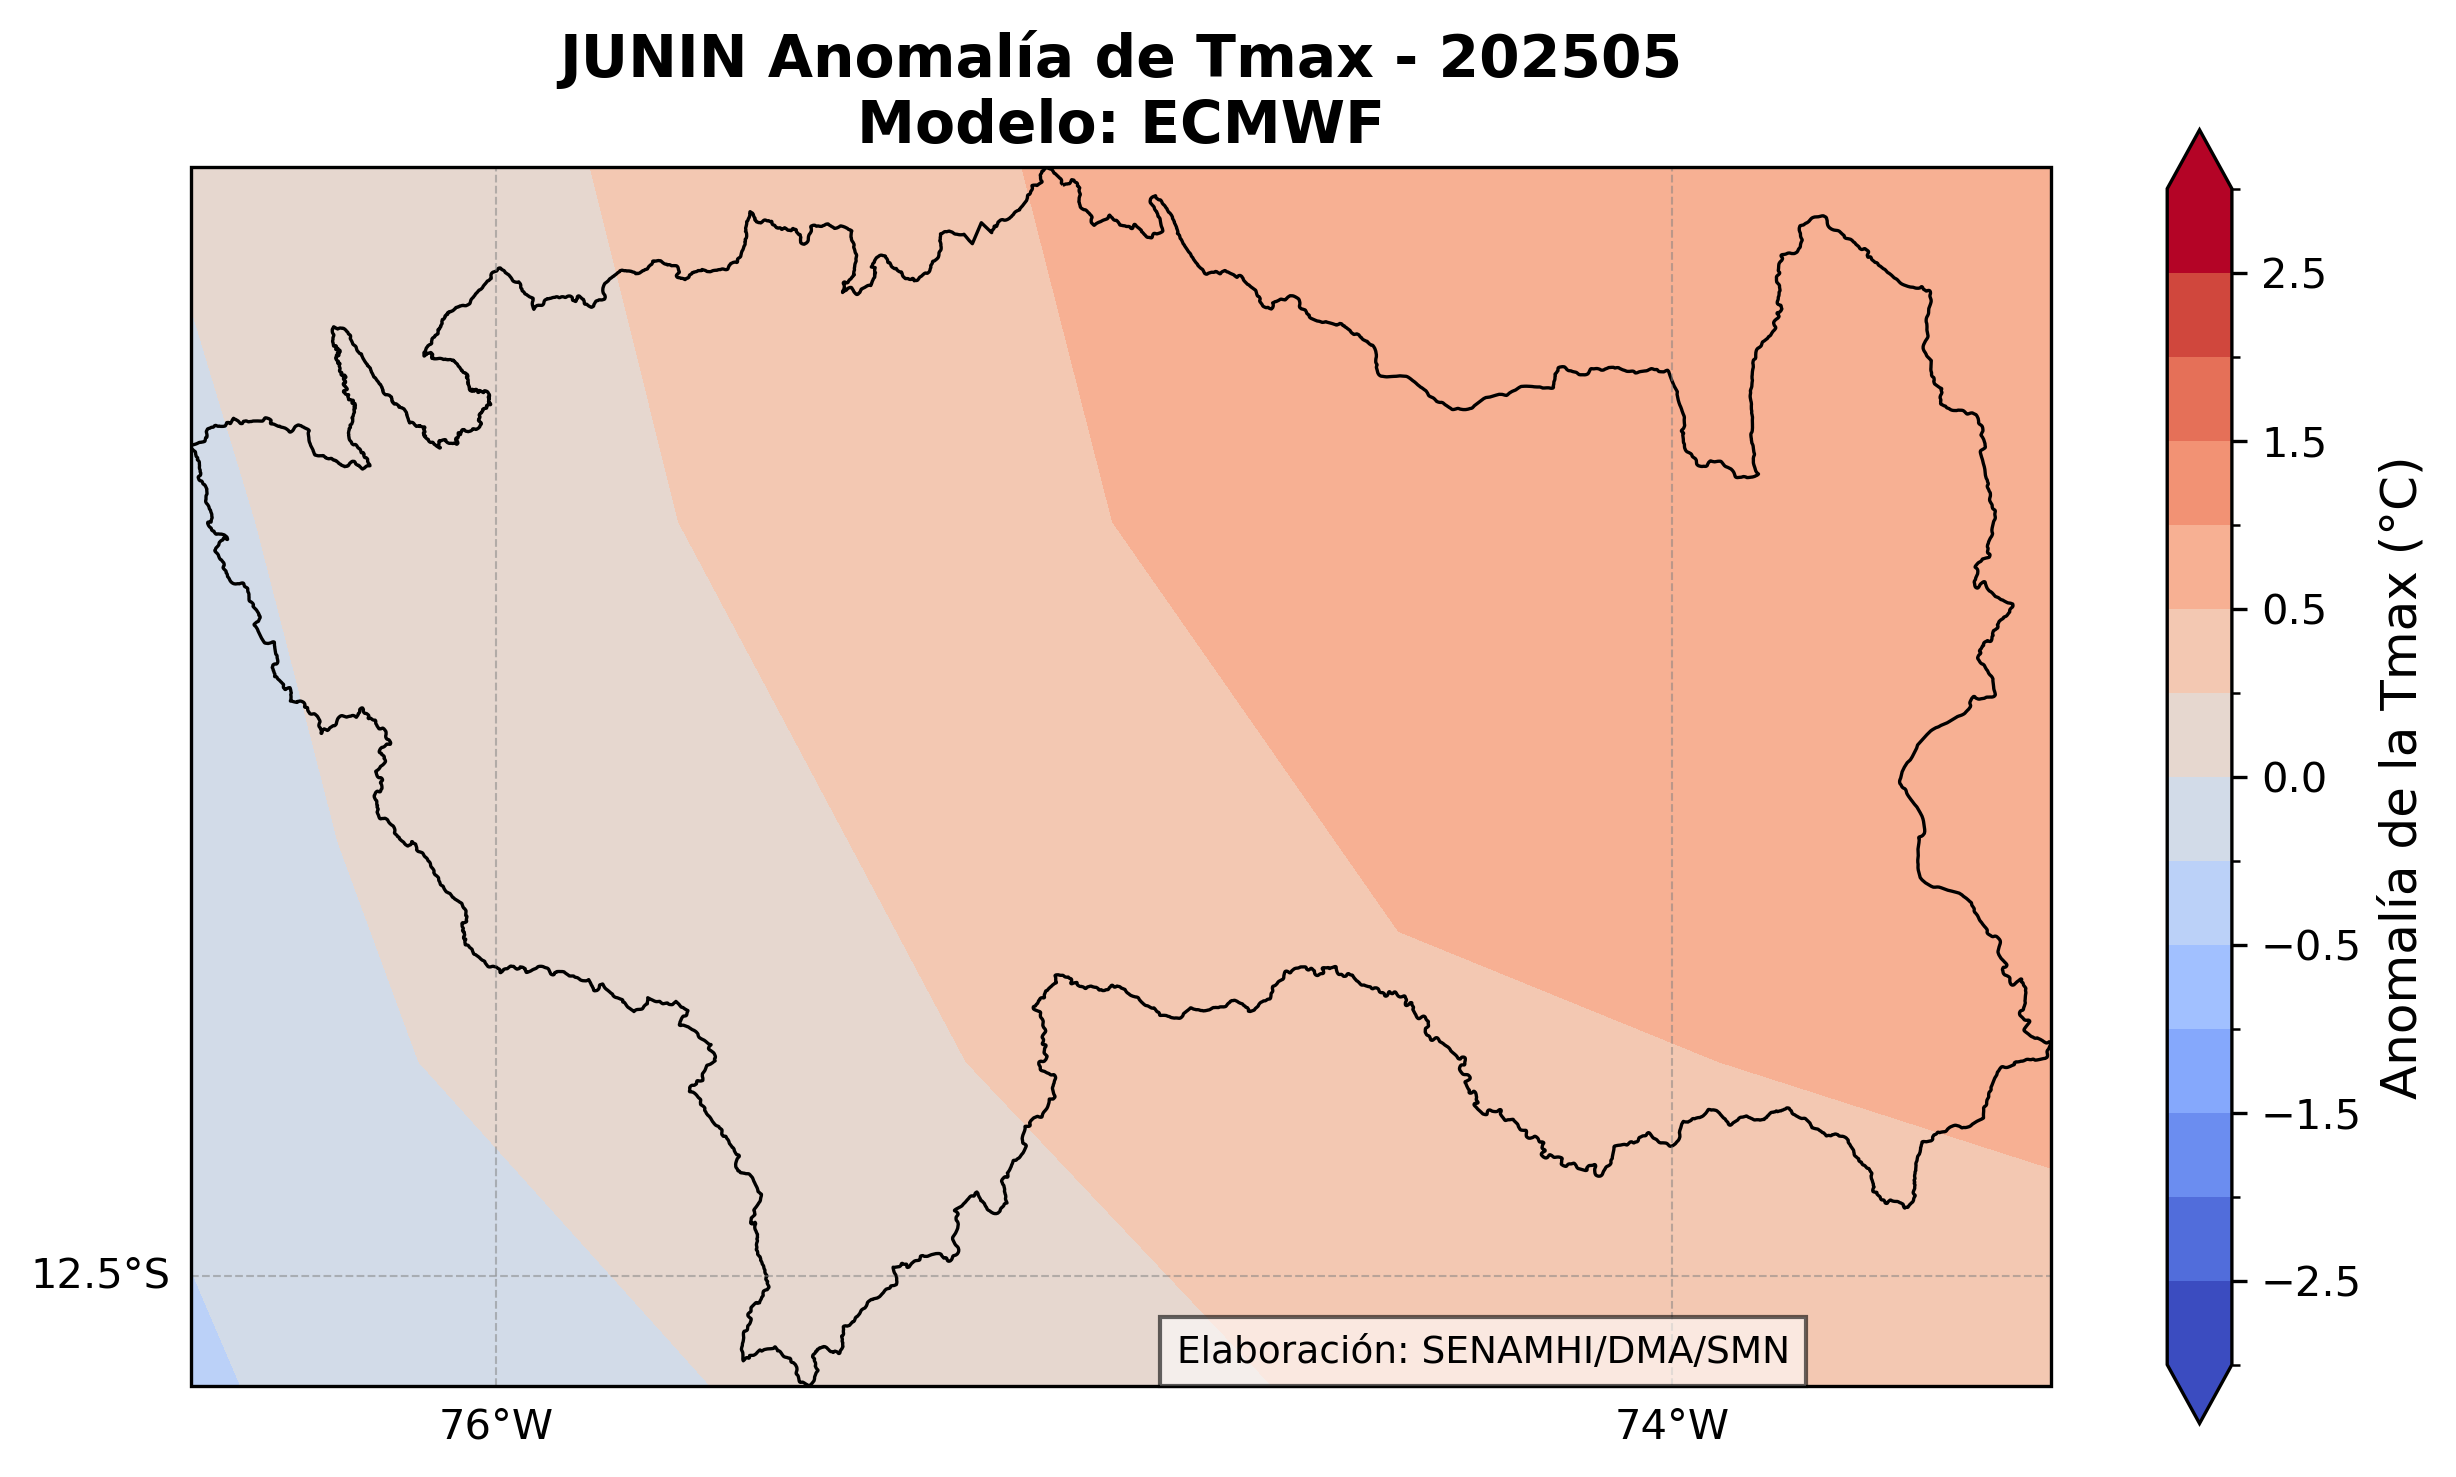 JUNIN Anomalía de Tmax - 202505
Modelo: ECMWF
2.5
1.5
0.5
0.0
−0.5
−1.5
−2.5
Anomalía de la Tmax (°C)
12.5°S
Elaboración: SENAMHI/DMA/SMN
76°W
74°W